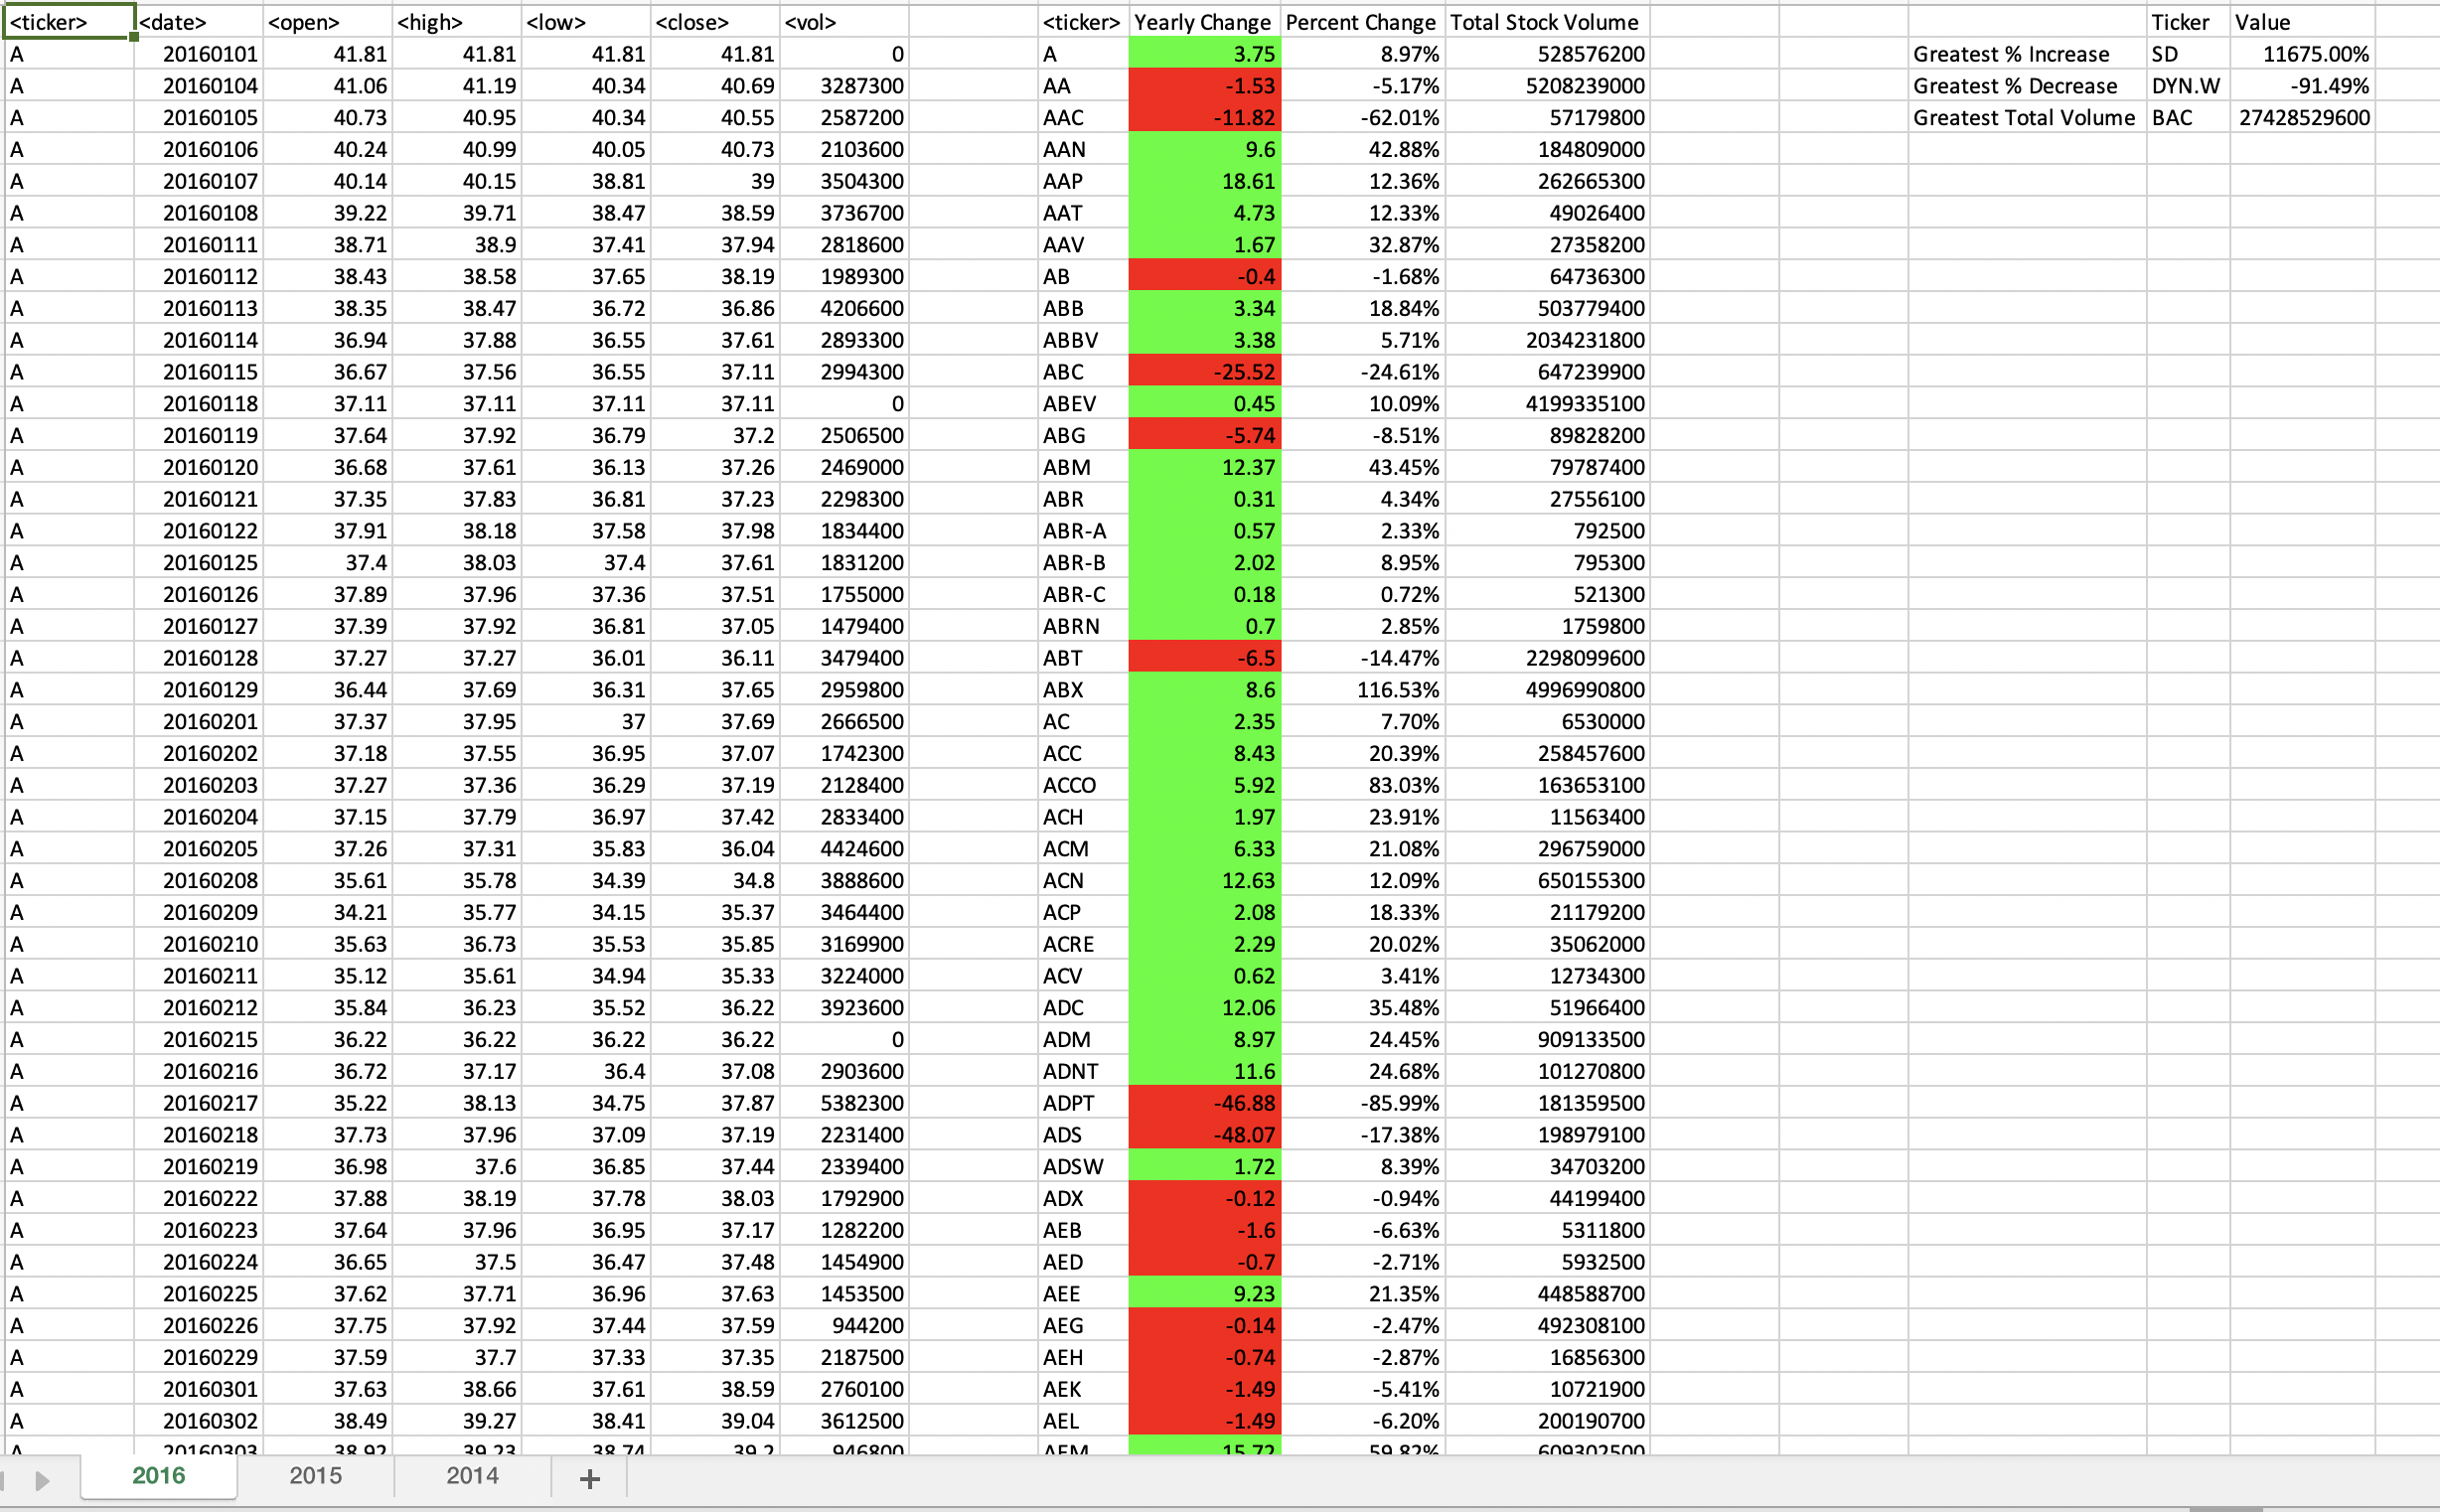 <ticker> <date> <open> <high> <low> <close> <vol> <ticker> Yearly Change Percent Change Total Stock Volume Ticker Value
A 20160101 41.81 41.81 41.81 41.81 0 A 3.75 8.97% 528576200 Greatest % Increase SD 11675.00%
A 20160104 41.06 41.19 40.34 40.69 3287300 AA -1.53 -5.17% 5208239000 Greatest % Decrease DYN.W -91.49%
A 20160105 40.73 40.95 40.34 40.55 2587200 AAC -11.82 -62.01% 57179800 Greatest Total Volume BAC 27428529600
A 20160106 40.24 40.99 40.05 40.73 2103600 AAN 9.6 42.88% 184809000
A 20160107 40.14 40.15 38.81 39 3504300 AAP 18.61 12.36% 262665300
A 20160108 39.22 39.71 38.47 38.59 3736700 AAT 4.73 12.33% 49026400
A 20160111 38.71 38.9 37.41 37.94 2818600 AAV 1.67 32.87% 27358200
A 20160112 38.43 38.58 37.65 38.19 1989300 AB -0.4 -1.68% 64736300
A 20160113 38.35 38.47 36.72 36.86 4206600 ABB 3.34 18.84% 503779400
A 20160114 36.94 37.88 36.55 37.61 2893300 ABBV 3.38 5.71% 2034231800
A 20160115 36.67 37.56 36.55 37.11 2994300 ABC -25.52 -24.61% 647239900
A 20160118 37.11 37.11 37.11 37.11 0 ABEV 0.45 10.09% 4199335100
A 20160119 37.64 37.92 36.79 37.2 2506500 ABG -5.74 -8.51% 89828200
A 20160120 36.68 37.61 36.13 37.26 2469000 ABM 12.37 43.45% 79787400
A 20160121 37.35 37.83 36.81 37.23 2298300 ABR 0.31 4.34% 27556100
A 20160122 37.91 38.18 37.58 37.98 1834400 ABR-A 0.57 2.33% 792500
A 20160125 37.4 38.03 37.4 37.61 1831200 ABR-B 2.02 8.95% 795300
A 20160126 37.89 37.96 37.36 37.51 1755000 ABR-C 0.18 0.72% 521300
A 20160127 37.39 37.92 36.81 37.05 1479400 ABRN 0.7 2.85% 1759800
A 20160128 37.27 37.27 36.01 36.11 3479400 ABT -6.5 -14.47% 2298099600
A 20160129 36.44 37.69 36.31 37.65 2959800 ABX 8.6 116.53% 4996990800
A 20160201 37.37 37.95 37 37.69 2666500 AC 2.35 7.70% 6530000
A 20160202 37.18 37.55 36.95 37.07 1742300 ACC 8.43 20.39% 258457600
A 20160203 37.27 37.36 36.29 37.19 2128400 ACCO 5.92 83.03% 163653100
A 20160204 37.15 37.79 36.97 37.42 2833400 ACH 1.97 23.91% 11563400
A 20160205 37.26 37.31 35.83 36.04 4424600 ACM 6.33 21.08% 296759000
A 20160208 35.61 35.78 34.39 34.8 3888600 ACN 12.63 12.09% 650155300
A 20160209 34.21 35.77 34.15 35.37 3464400 ACP 2.08 18.33% 21179200
A 20160210 35.63 36.73 35.53 35.85 3169900 ACRE 2.29 20.02% 35062000
A 20160211 35.12 35.61 34.94 35.33 3224000 ACV 0.62 3.41% 12734300
A 20160212 35.84 36.23 35.52 36.22 3923600 ADC 12.06 35.48% 51966400
A 20160215 36.22 36.22 36.22 36.22 0 ADM 8.97 24.45% 909133500
A 20160216 36.72 37.17 36.4 37.08 2903600 ADNT 11.6 24.68% 101270800
A 20160217 35.22 38.13 34.75 37.87 5382300 ADPT -46.88 -85.99% 181359500
A 20160218 37.73 37.96 37.09 37.19 2231400 ADS -48.07 -17.38% 198979100
A 20160219 36.98 37.6 36.85 37.44 2339400 ADSW 1.72 8.39% 34703200
A 20160222 37.88 38.19 37.78 38.03 1792900 ADX -0.12 -0.94% 44199400
A 20160223 37.64 37.96 36.95 37.17 1282200 AEB -1.6 -6.63% 5311800
A 20160224 36.65 37.5 36.47 37.48 1454900 AED -0.7 -2.71% 5932500
A 20160225 37.62 37.71 36.96 37.63 1453500 AEE 9.23 21.35% 448588700
A 20160226 37.75 37.92 37.44 37.59 944200 AEG -0.14 -2.47% 492308100
A 20160229 37.59 37.7 37.33 37.35 2187500 AEH -0.74 -2.87% 16856300
A 20160301 37.63 38.66 37.61 38.59 2760100 AEK -1.49 -5.41% 10721900
A 20160302 38.49 39.27 38.41 39.04 3612500 AEL -1.49 -6.20% 200190700
A 20160303 38.92 39.23 38.74 39.2 946800 AEM 15.72 59.82% 609302500
2016 2015 2014